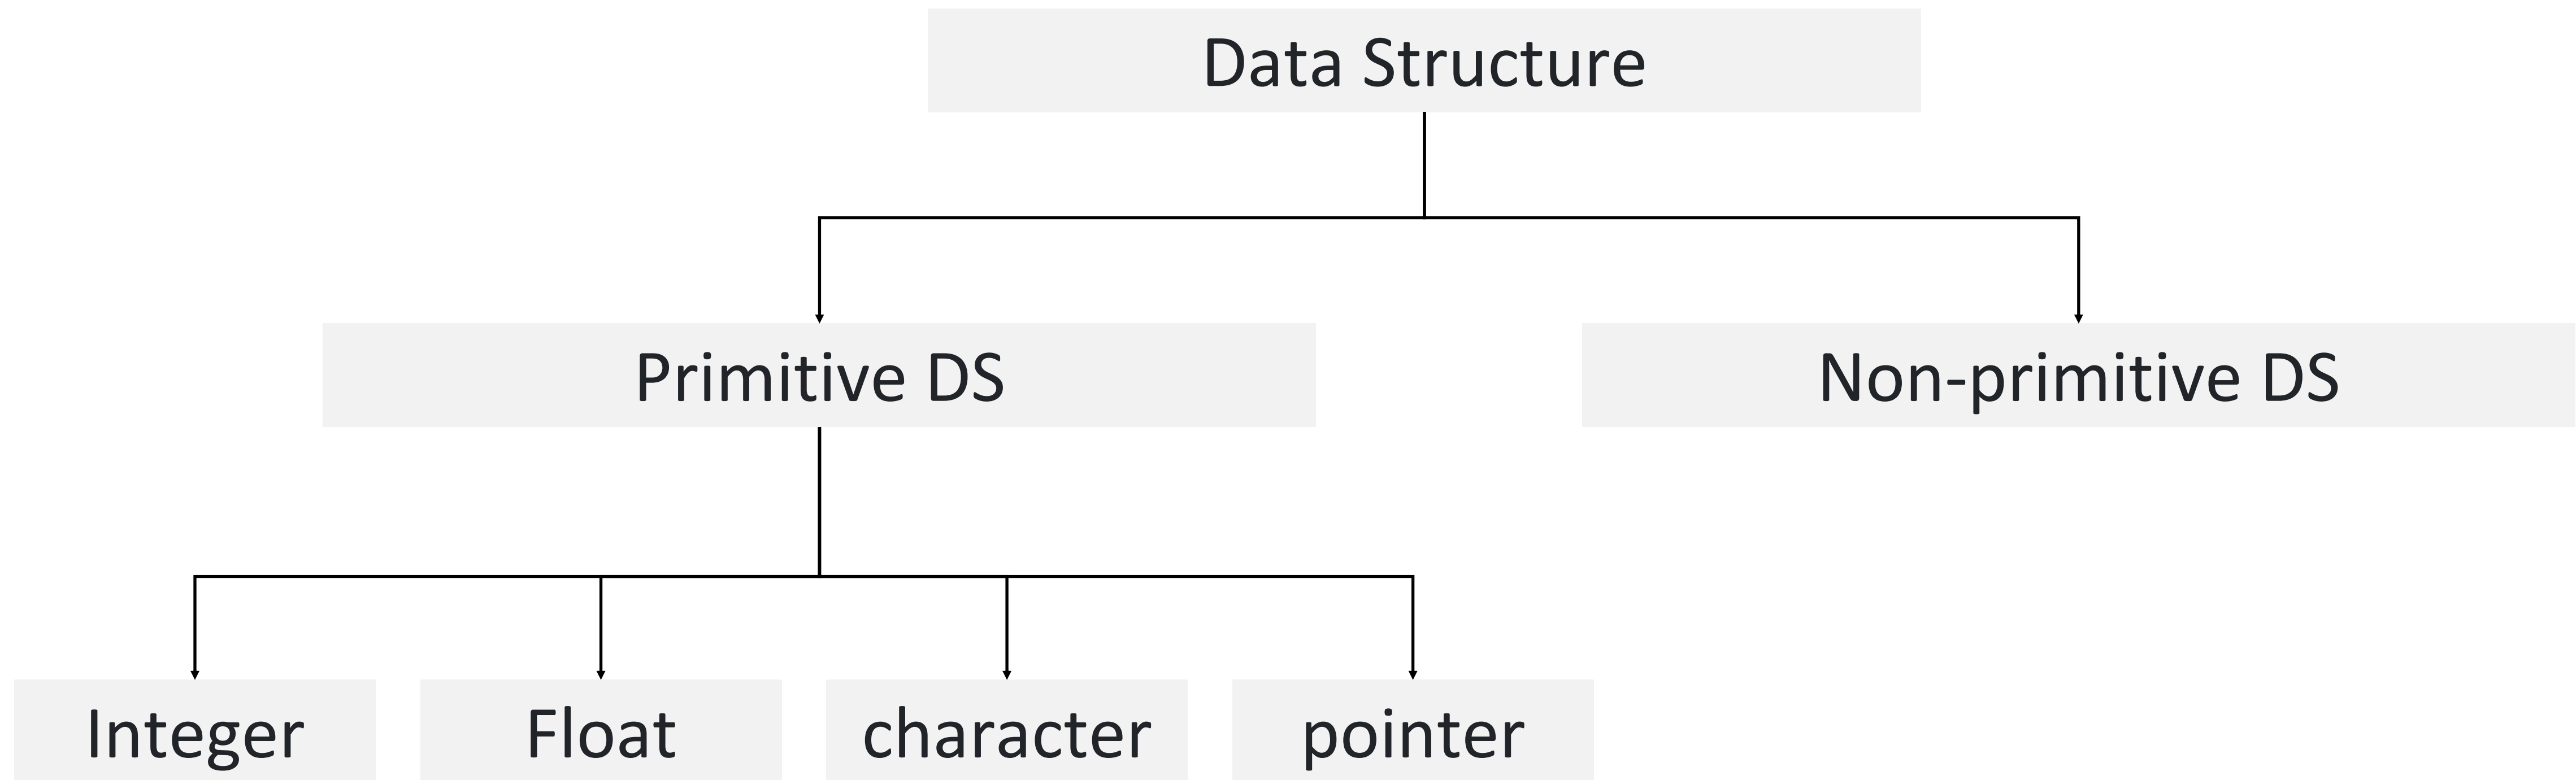 Data Structure
Primitive DS
Non-primitive DS
Integer
Float
character
pointer